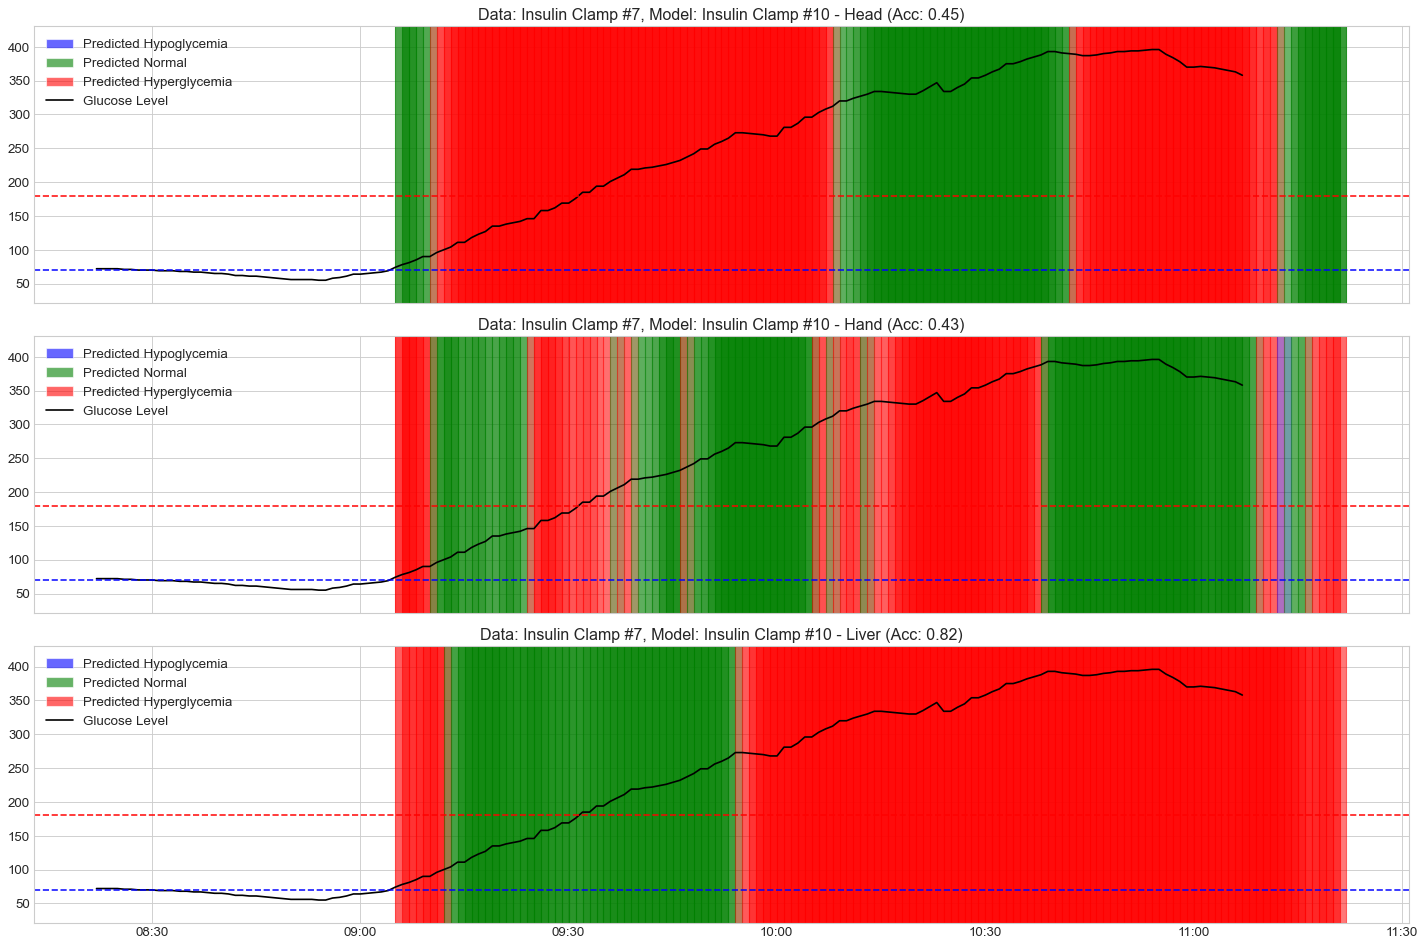 Data: Insulin Clamp #7, Model: Insulin Clamp #10 - Head (Acc: 0.45)
400
350
300
250
200
150
100
50
Predicted Hypoglycemia
Predicted Normal
Predicted Hyperglycemia
Glucose Level
Data: Insulin Clamp #7, Model: Insulin Clamp #10 - Hand (Acc: 0.43)
400
350
300
250
200
150
100
50
Predicted Hypoglycemia
Predicted Normal
Predicted Hyperglycemia
Glucose Level
Data: Insulin Clamp #7, Model: Insulin Clamp #10 - Liver (Acc: 0.82)
400
350
300
250
200
150
100
50
Predicted Hypoglycemia
Predicted Normal
Predicted Hyperglycemia
Glucose Level
08:30 09:00 09:30 10:00 10:30 11:00 11:30